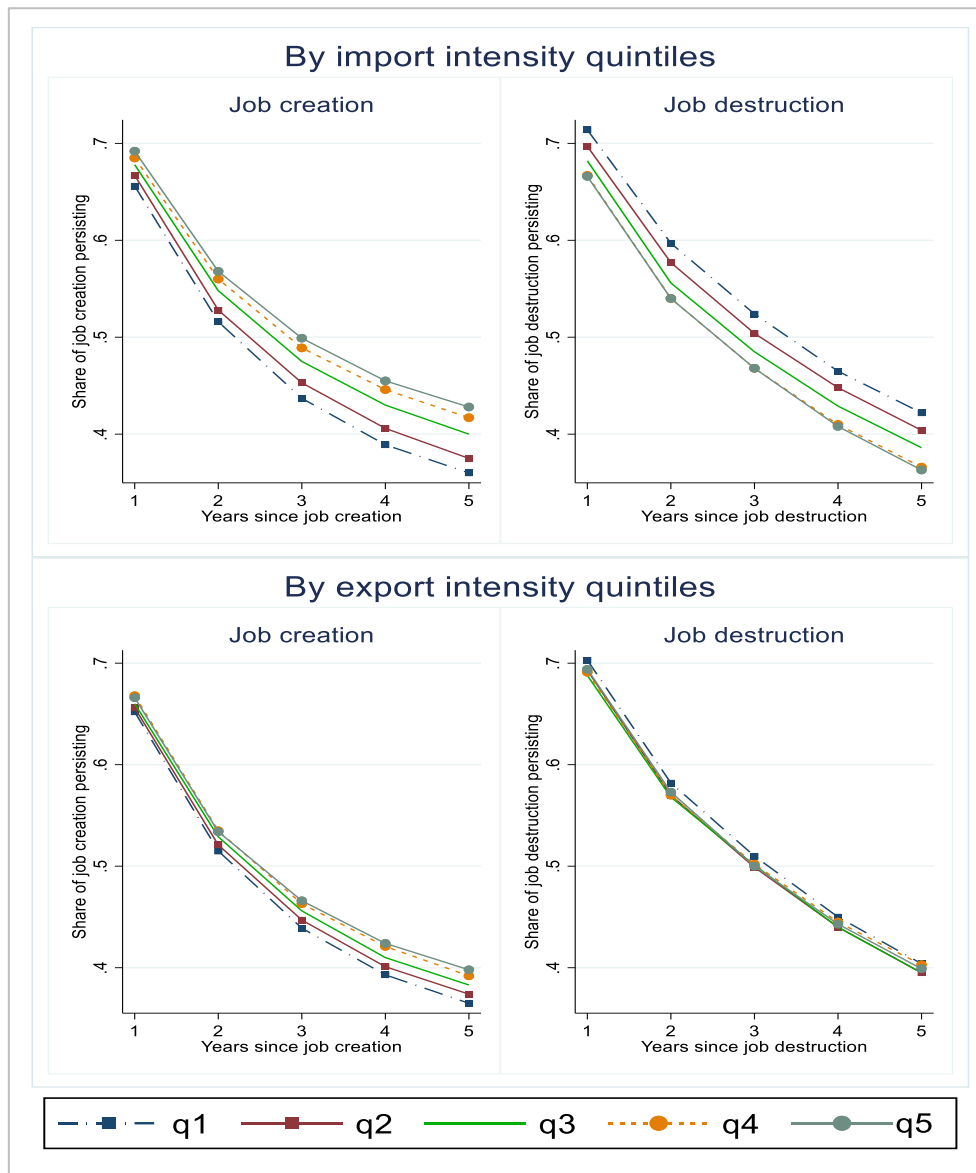 By import intensity quintiles
Job creation
Share of job creation persisting
.7
.6
.5
.4
1 2 3 4 5
Years since job creation
Job destruction
Share of job destruction persisting
.7
.6
.5
.4
1 2 3 4 5
Years since job destruction
By export intensity quintiles
Job creation
Share of job creation persisting
.7
.6
.5
.4
1 2 3 4 5
Years since job creation
Job destruction
Share of job destruction persisting
.7
.6
.5
.4
1 2 3 4 5
Years since job destruction
q1 q2 q3 q4 q5